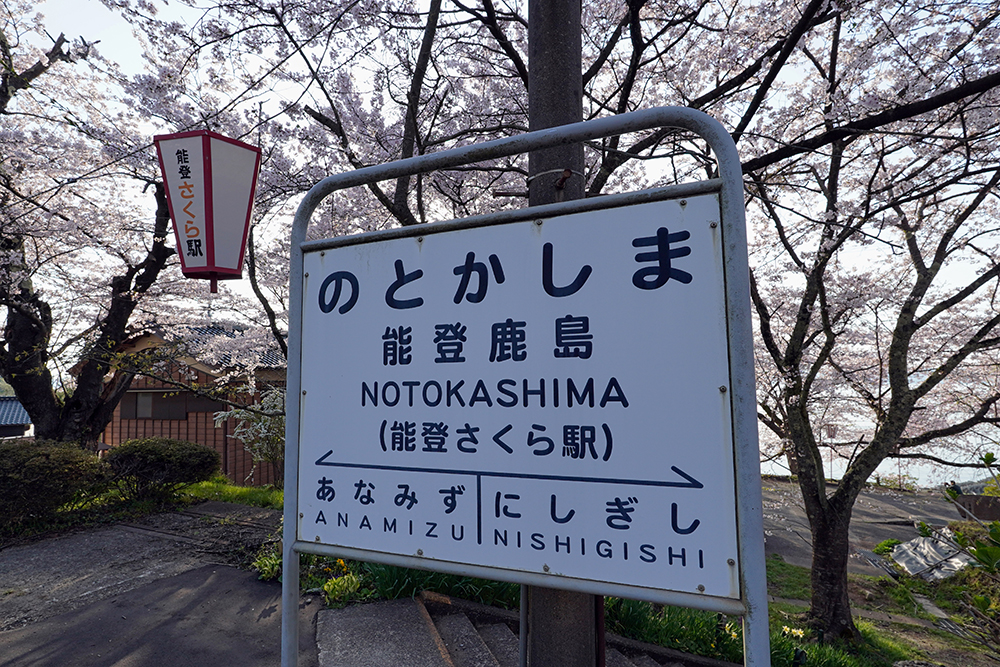 能登さくら駅
のとかしま
能登鹿島
NOTOKASHIMA
(能登さくら駅)
あなみず にしぎし
ANAMIZU NISHIGISHI